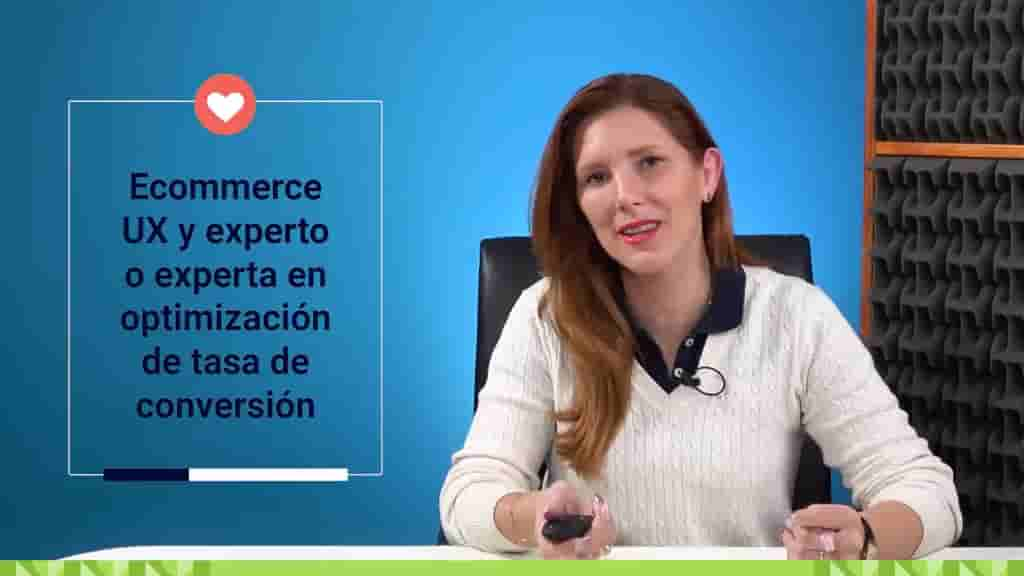 Ecommerce
UX y experto
o experta en
optimización
de tasa de
conversión